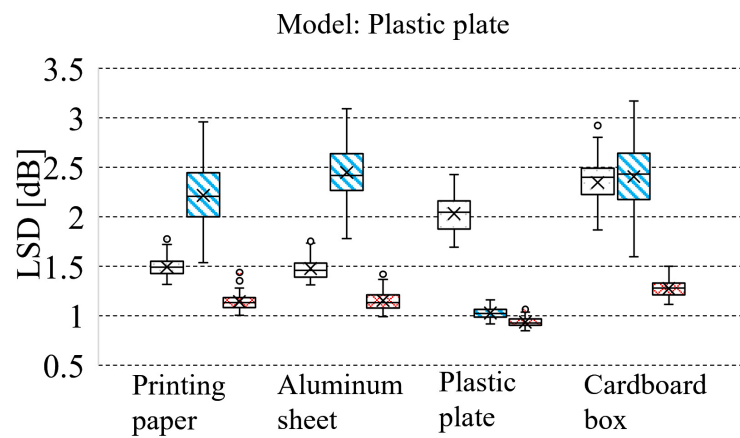 Model: Plastic plate
3.5
3
2.5
2
1.5
1
0.5
LSD [dB]
Printing paper
Aluminum sheet
Plastic plate
Cardboard box